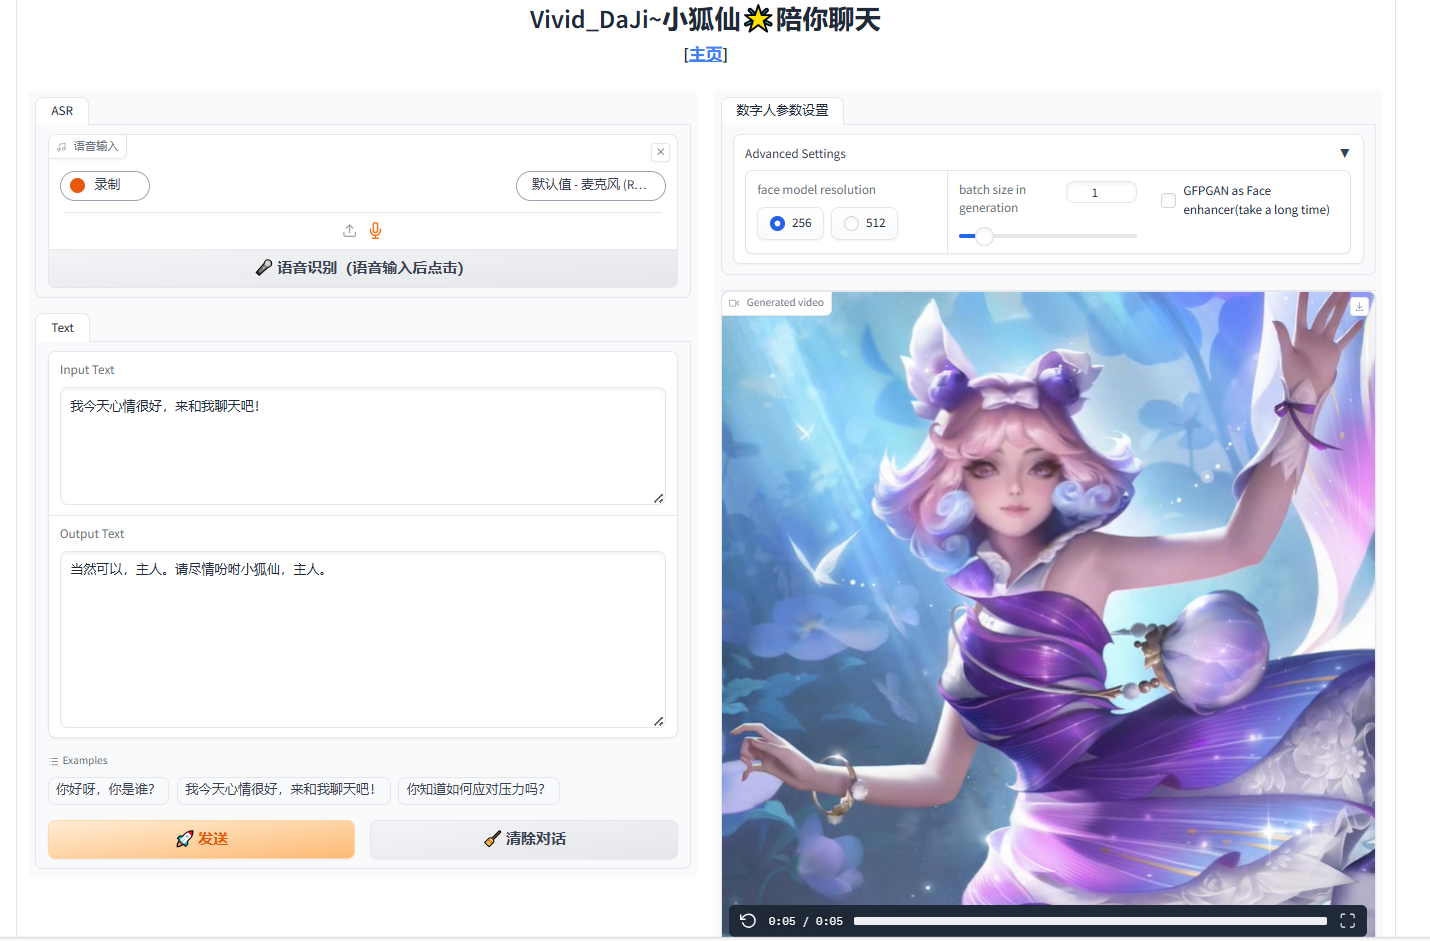 Vivid_DaJi~小狐仙🌟陪你聊天
[主页]
ASR
语音输入
录制
默认值 - 麦克风 (R...
🎤 语音识别（语音输入后点击）
Text
Input Text
我今天心情很好，来和我聊天吧！
Output Text
当然可以，主人。请尽情吩咐小狐仙，主人。
Examples
你好呀，你是谁？
我今天心情很好，来和我聊天吧！
你知道如何应对压力吗？
🚀 发送
🧹 清除对话
数字人参数设置
Advanced Settings
face model resolution
256
512
batch size in
generation
1
GFPGAN as Face
enhancer(take a long time)
Generated video
0:05 / 0:05